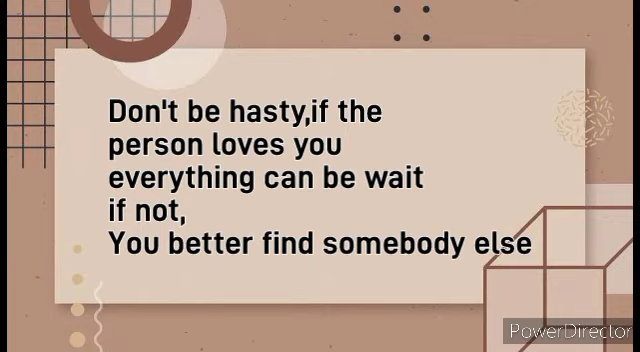 Don't be hasty,if the
person loves you
everything can be wait
if not,
You better find somebody else
PowerDirector